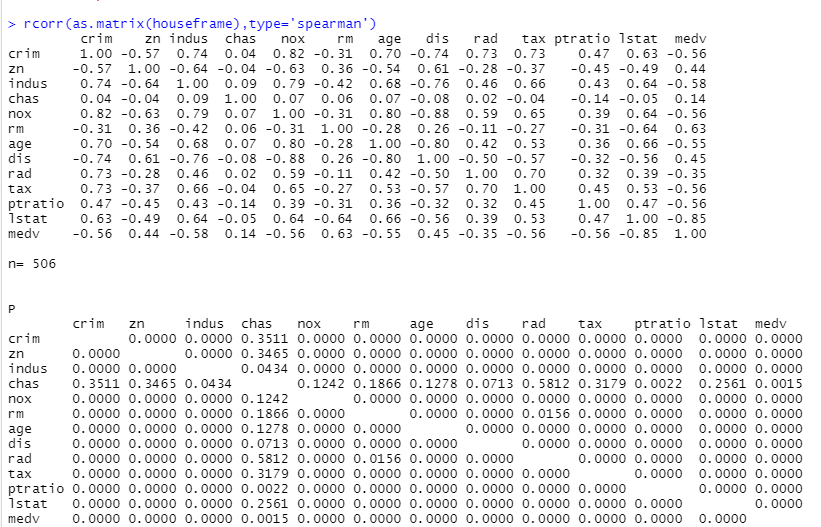 > rcorr(as.matrix(houseframe),type='spearman')
crim zn indus chas nox rm age dis rad tax ptratio lstat medv
crim 1.00 -0.57 0.74 0.04 0.82 -0.31 0.70 -0.74 0.73 0.73 0.47 0.63 -0.56
zn -0.57 1.00 -0.64 -0.04 -0.63 0.36 -0.54 0.61 -0.28 -0.37 -0.45 -0.49 0.44
indus 0.74 -0.64 1.00 0.09 0.79 -0.42 0.68 -0.76 0.46 0.66 0.43 0.64 -0.58
chas 0.04 -0.04 0.09 1.00 0.07 0.06 0.07 -0.08 0.02 -0.04 -0.14 -0.05 0.14
nox 0.82 -0.63 0.79 0.07 1.00 -0.31 0.80 -0.88 0.59 0.65 0.39 0.64 -0.56
rm -0.31 0.36 -0.42 0.06 -0.31 1.00 -0.28 0.26 -0.11 -0.27 -0.31 -0.64 0.63
age 0.70 -0.54 0.68 0.07 0.80 -0.28 1.00 -0.80 0.42 0.53 0.36 0.66 -0.55
dis -0.74 0.61 -0.76 -0.08 -0.88 0.26 -0.80 1.00 -0.50 -0.57 -0.32 -0.56 0.45
rad 0.73 -0.28 0.46 0.02 0.59 -0.11 0.42 -0.50 1.00 0.70 0.32 0.39 -0.35
tax 0.73 -0.37 0.66 -0.04 0.65 -0.27 0.53 -0.57 0.70 1.00 0.45 0.53 -0.56
ptratio 0.47 -0.45 0.43 -0.14 0.39 -0.31 0.36 -0.32 0.32 0.45 1.00 0.47 -0.56
lstat 0.63 -0.49 0.64 -0.05 0.64 -0.64 0.66 -0.56 0.39 0.53 0.47 1.00 -0.85
medv -0.56 0.44 -0.58 0.14 -0.56 0.63 -0.55 0.45 -0.35 -0.56 -0.56 -0.85 1.00
n= 506
P
crim zn indus chas nox rm age dis rad tax ptratio lstat medv
crim 0.0000 0.0000 0.3511 0.0000 0.0000 0.0000 0.0000 0.0000 0.0000 0.0000 0.0000 0.0000
zn 0.0000 0.0000 0.3465 0.0000 0.0000 0.0000 0.0000 0.0000 0.0000 0.0000 0.0000 0.0000
indus 0.0000 0.0000 0.0434 0.0000 0.0000 0.0000 0.0000 0.0000 0.0000 0.0000 0.0000 0.0000
chas 0.3511 0.3465 0.0434 0.1242 0.1866 0.1278 0.0713 0.5812 0.3179 0.0022 0.2561 0.0015
nox 0.0000 0.0000 0.0000 0.1242 0.0000 0.0000 0.0000 0.0000 0.0000 0.0000 0.0000 0.0000
rm 0.0000 0.0000 0.0000 0.1866 0.0000 0.0000 0.0000 0.0156 0.0000 0.0000 0.0000 0.0000
age 0.0000 0.0000 0.0000 0.1278 0.0000 0.0000 0.0000 0.0000 0.0000 0.0000 0.0000 0.0000
dis 0.0000 0.0000 0.0000 0.0713 0.0000 0.0000 0.0000 0.0000 0.0000 0.0000 0.0000 0.0000
rad 0.0000 0.0000 0.0000 0.5812 0.0000 0.0156 0.0000 0.0000 0.0000 0.0000 0.0000 0.0000
tax 0.0000 0.0000 0.0000 0.3179 0.0000 0.0000 0.0000 0.0000 0.0000 0.0000 0.0000 0.0000
ptratio 0.0000 0.0000 0.0000 0.0022 0.0000 0.0000 0.0000 0.0000 0.0000 0.0000 0.0000 0.0000
lstat 0.0000 0.0000 0.0000 0.2561 0.0000 0.0000 0.0000 0.0000 0.0000 0.0000 0.0000 0.0000
medv 0.0000 0.0000 0.0000 0.0015 0.0000 0.0000 0.0000 0.0000 0.0000 0.0000 0.0000 0.0000